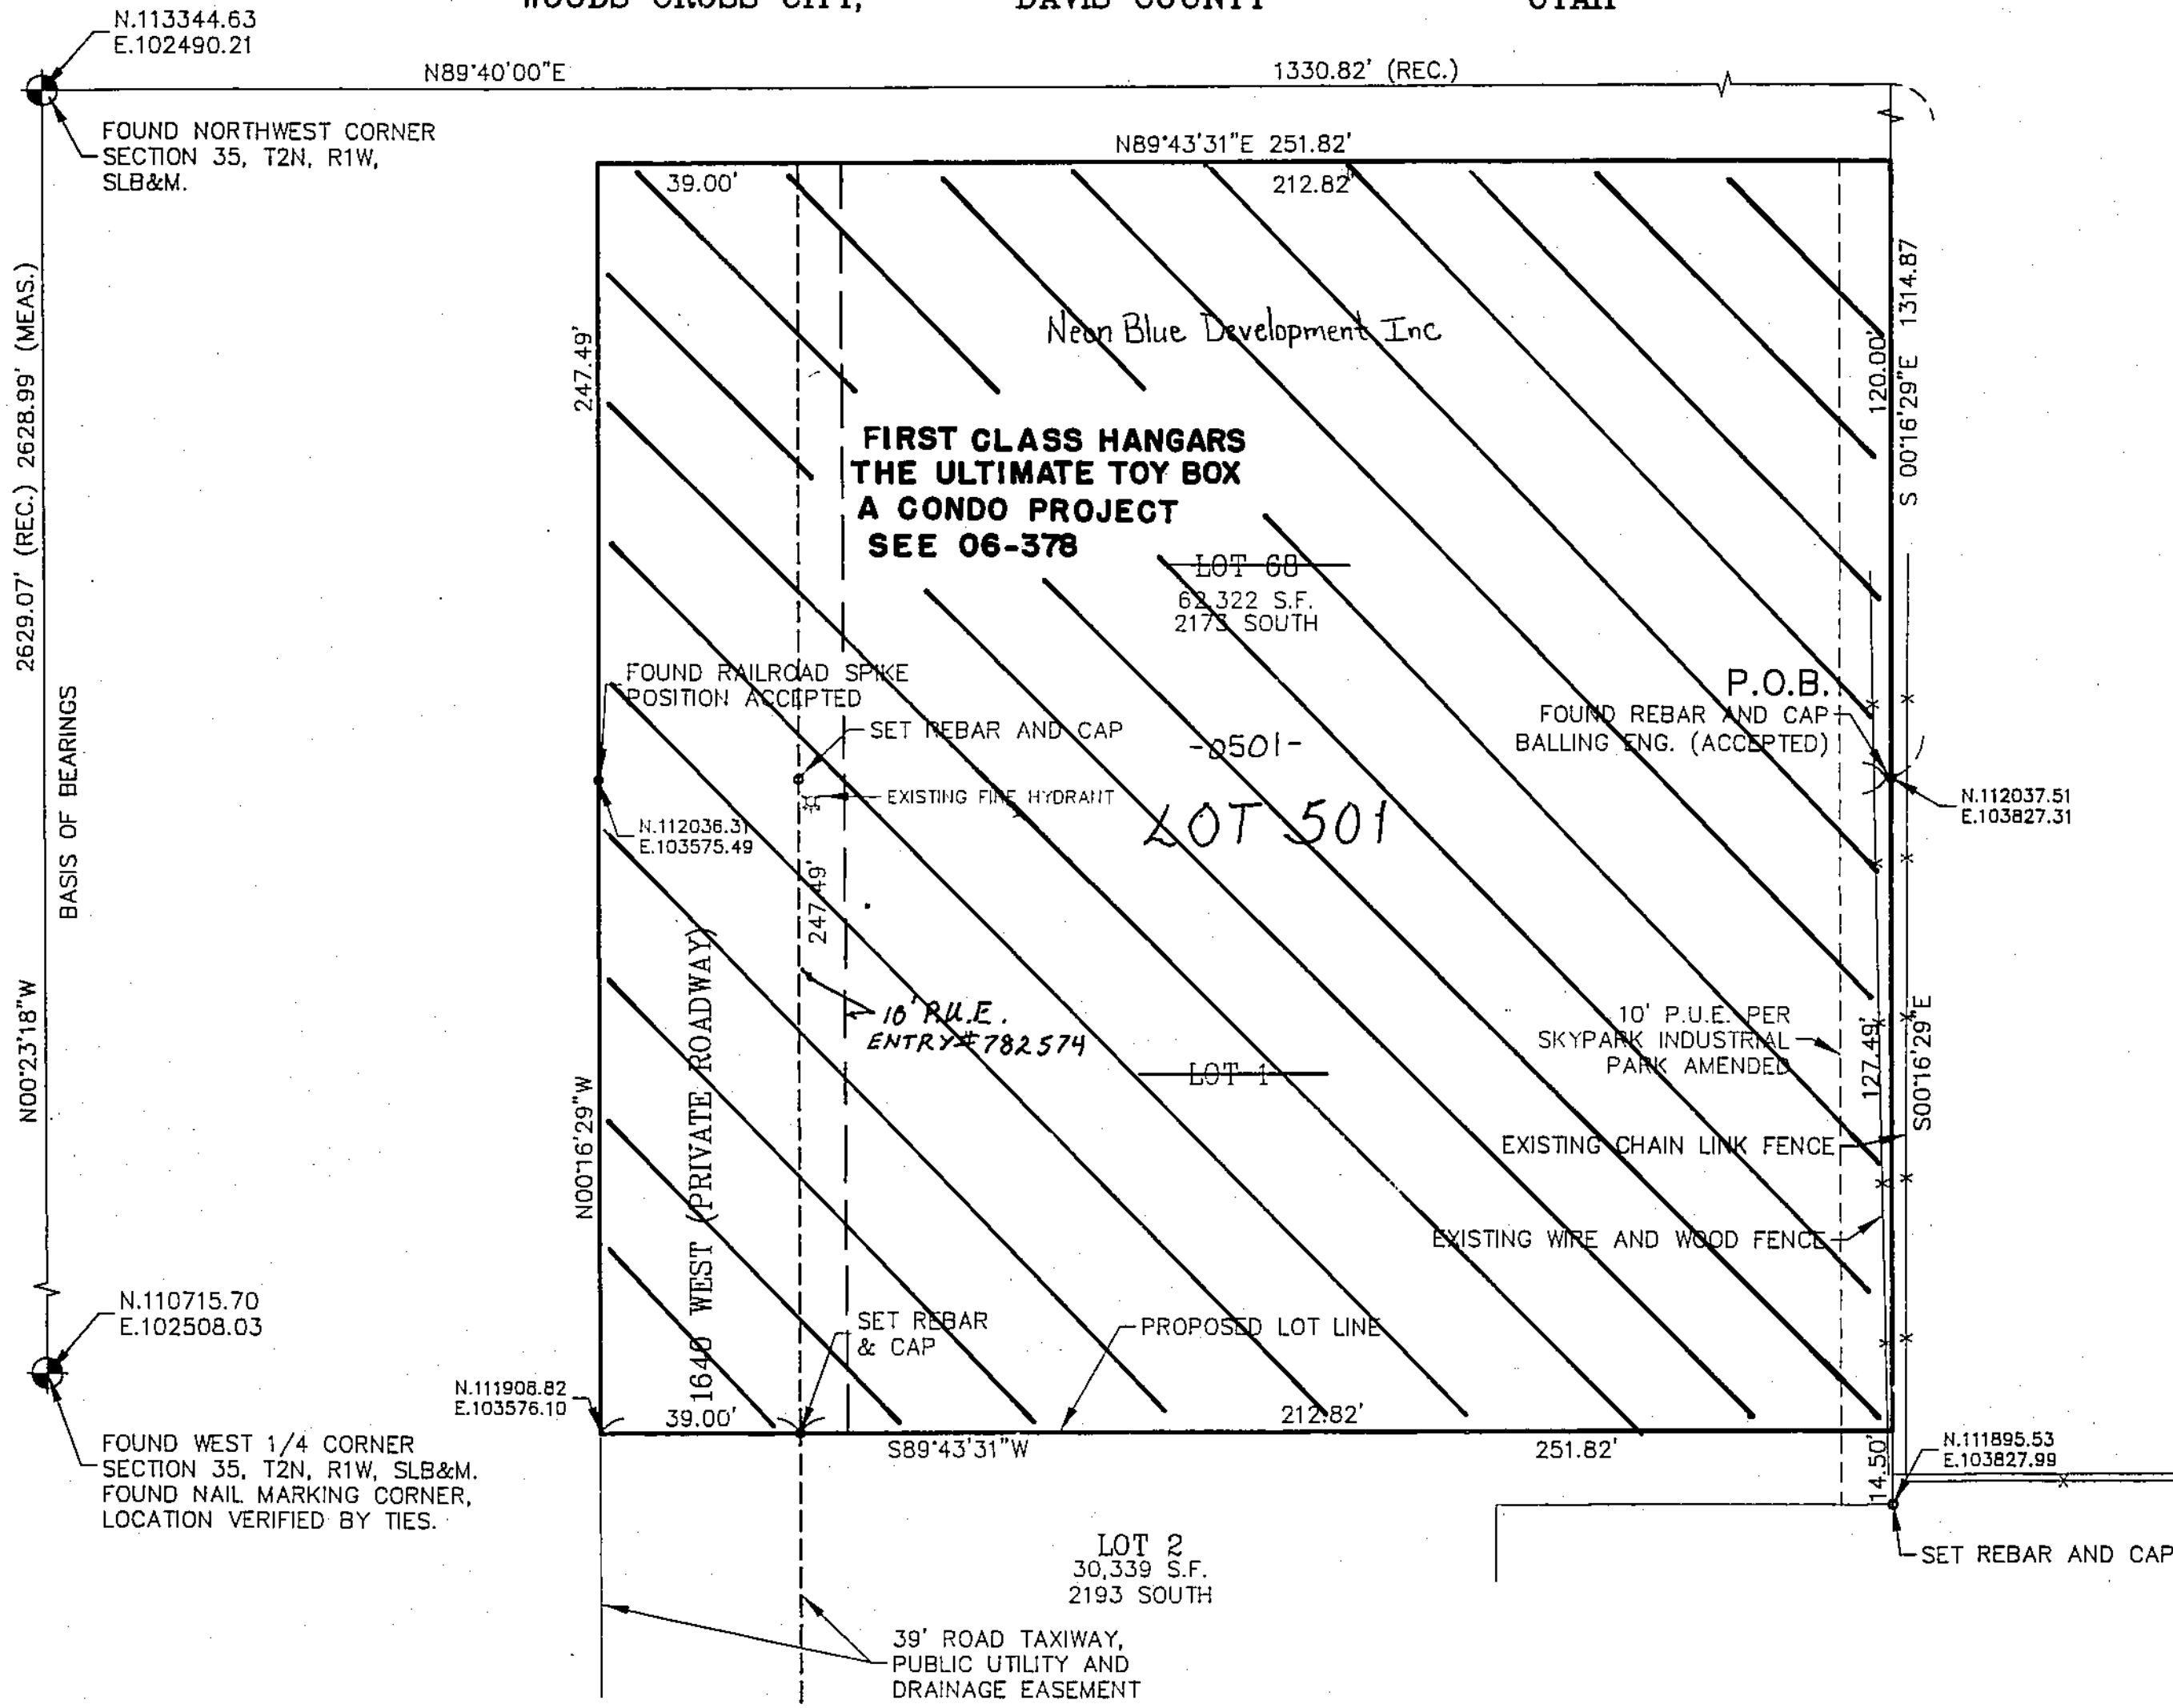 WOODS CROSS CITY, DAVIS COUNTY UTAH
N.113344.63
E.102490.21
N89°40'00"E
1330.82' (REC.)
FOUND NORTHWEST CORNER
SECTION 35, T2N, R1W,
SLB&M.
N89°43'31"E 251.82'
39.00'
212.82'
2629.07' (REC.) 2628.99' (MEAS.)
BASIS OF BEARINGS
N00°23'18"W
247.49'
N00°16'29"W
S 00°16'29"E 1314.87
120.00'
Neon Blue Development Inc
FIRST CLASS HANGARS
THE ULTIMATE TOY BOX
A CONDO PROJECT
SEE 06-378
LOT 68
62,322 S.F.
2173 SOUTH
FOUND RAILROAD SPIKE
POSITION ACCEPTED
SET REBAR AND CAP
EXISTING FIRE HYDRANT
N.112036.31
E.103575.49
-0501-
LOT 501
P.O.B.
FOUND REBAR AND CAP
BALLING ENG. (ACCEPTED)
N.112037.51
E.103827.31
247.49'
1640 WEST (PRIVATE ROADWAY)
10' P.U.E.
ENTRY#782574
LOT 1
10' P.U.E. PER
SKYPARK INDUSTRIAL
PARK AMENDED
127.49'
S00°16'29"E
EXISTING CHAIN LINK FENCE
EXISTING WIRE AND WOOD FENCE
N.110715.70
E.102508.03
SET REBAR
& CAP
PROPOSED LOT LINE
N.111908.82
E.103576.10
39.00'
212.82'
S89°43'31"W
251.82'
14.50'
N.111895.53
E.103827.99
FOUND WEST 1/4 CORNER
SECTION 35, T2N, R1W, SLB&M.
FOUND NAIL MARKING CORNER,
LOCATION VERIFIED BY TIES.
SET REBAR AND CAP
LOT 2
30,339 S.F.
2193 SOUTH
39' ROAD TAXIWAY,
PUBLIC UTILITY AND
DRAINAGE EASEMENT